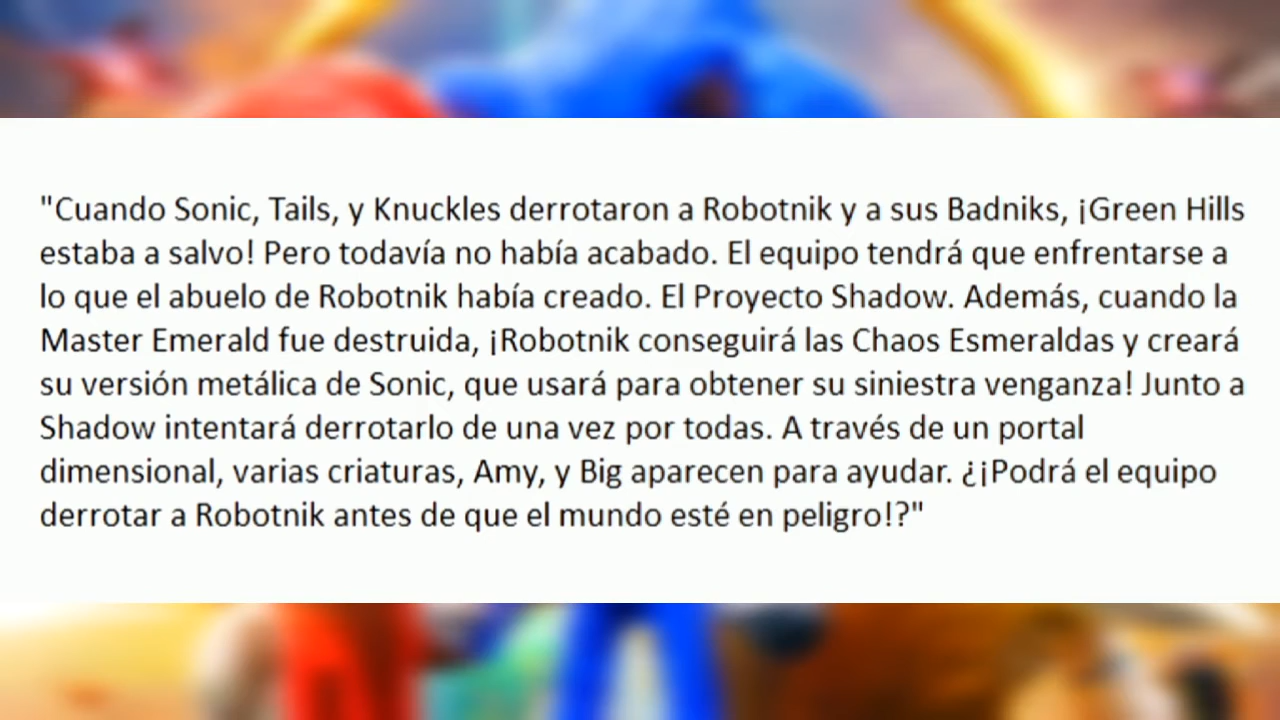 "Cuando Sonic, Tails, y Knuckles derrotaron a Robotnik y a sus Badniks, ¡Green Hills
estaba a salvo! Pero todavía no había acabado. El equipo tendrá que enfrentarse a
lo que el abuelo de Robotnik había creado. El Proyecto Shadow. Además, cuando la
Master Emerald fue destruida, ¡Robotnik conseguirá las Chaos Esmeraldas y creará
su versión metálica de Sonic, que usará para obtener su siniestra venganza! Junto a
Shadow intentará derrotarlo de una vez por todas. A través de un portal
dimensional, varias criaturas, Amy, y Big aparecen para ayudar. ¿¡Podrá el equipo
derrotar a Robotnik antes de que el mundo esté en peligro!?"